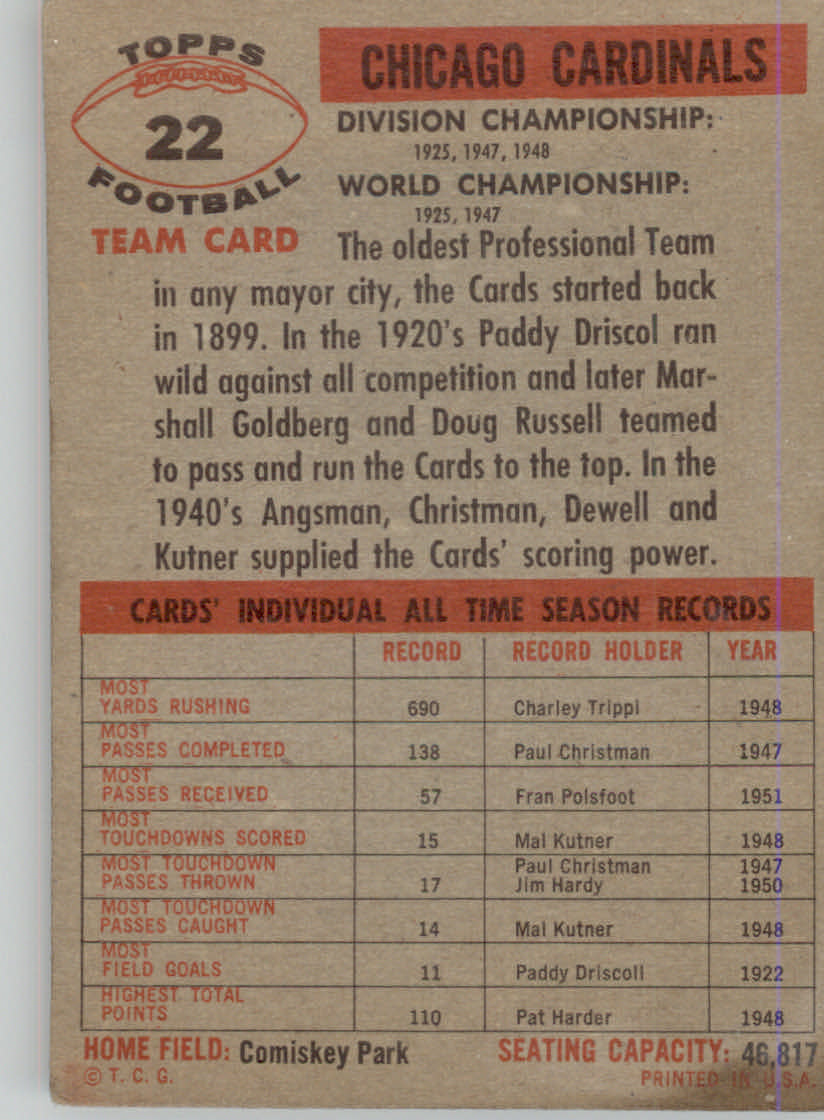 TOPPS
22
FOOTBALL
TEAM CARD
CHICAGO CARDINALS
DIVISION CHAMPIONSHIP:
1925, 1947, 1948
WORLD CHAMPIONSHIP:
1925, 1947
The oldest Professional Team
in any mayor city, the Cards started back
in 1899. In the 1920's Paddy Driscol ran
wild against all competition and later Mar-
shall Goldberg and Doug Russell teamed
to pass and run the Cards to the top. In the
1940's Angsman, Christman, Dewell and
Kutner supplied the Cards' scoring power.
CARDS' INDIVIDUAL ALL TIME SEASON RECORDS
RECORD RECORD HOLDER YEAR
MOST
YARDS RUSHING 690 Charley Trippi 1948
MOST
PASSES COMPLETED 138 Paul Christman 1947
MOST
PASSES RECEIVED 57 Fran Polsfoot 1951
MOST
TOUCHDOWNS SCORED 15 Mal Kutner 1948
MOST TOUCHDOWN Paul Christman 1947
PASSES THROWN 17 Jim Hardy 1950
MOST TOUCHDOWN
PASSES CAUGHT 14 Mal Kutner 1948
MOST
FIELD GOALS 11 Paddy Driscoll 1922
HIGHEST TOTAL
POINTS 110 Pat Harder 1948
HOME FIELD: Comiskey Park SEATING CAPACITY: 46,817
© T. C. G. PRINTED IN U.S.A.